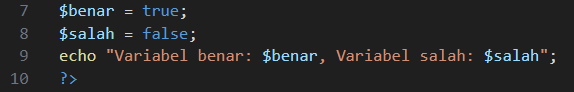 7 $benar = true;
8 $salah = false;
9 echo "Variabel benar: $benar, Variabel salah: $salah";
10 ?>